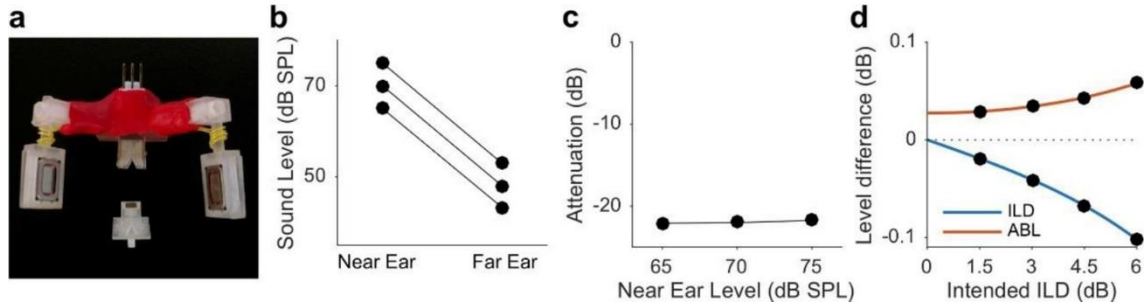 a
b
Sound Level (dB SPL)
70
50
Near Ear
Far Ear
c
Attenuation (dB)
0
-10
-20
65
70
75
Near Ear Level (dB SPL)
d
Level difference (dB)
0.1
0
-0.1
ILD
ABL
0
1.5
3
4.5
6
Intended ILD (dB)